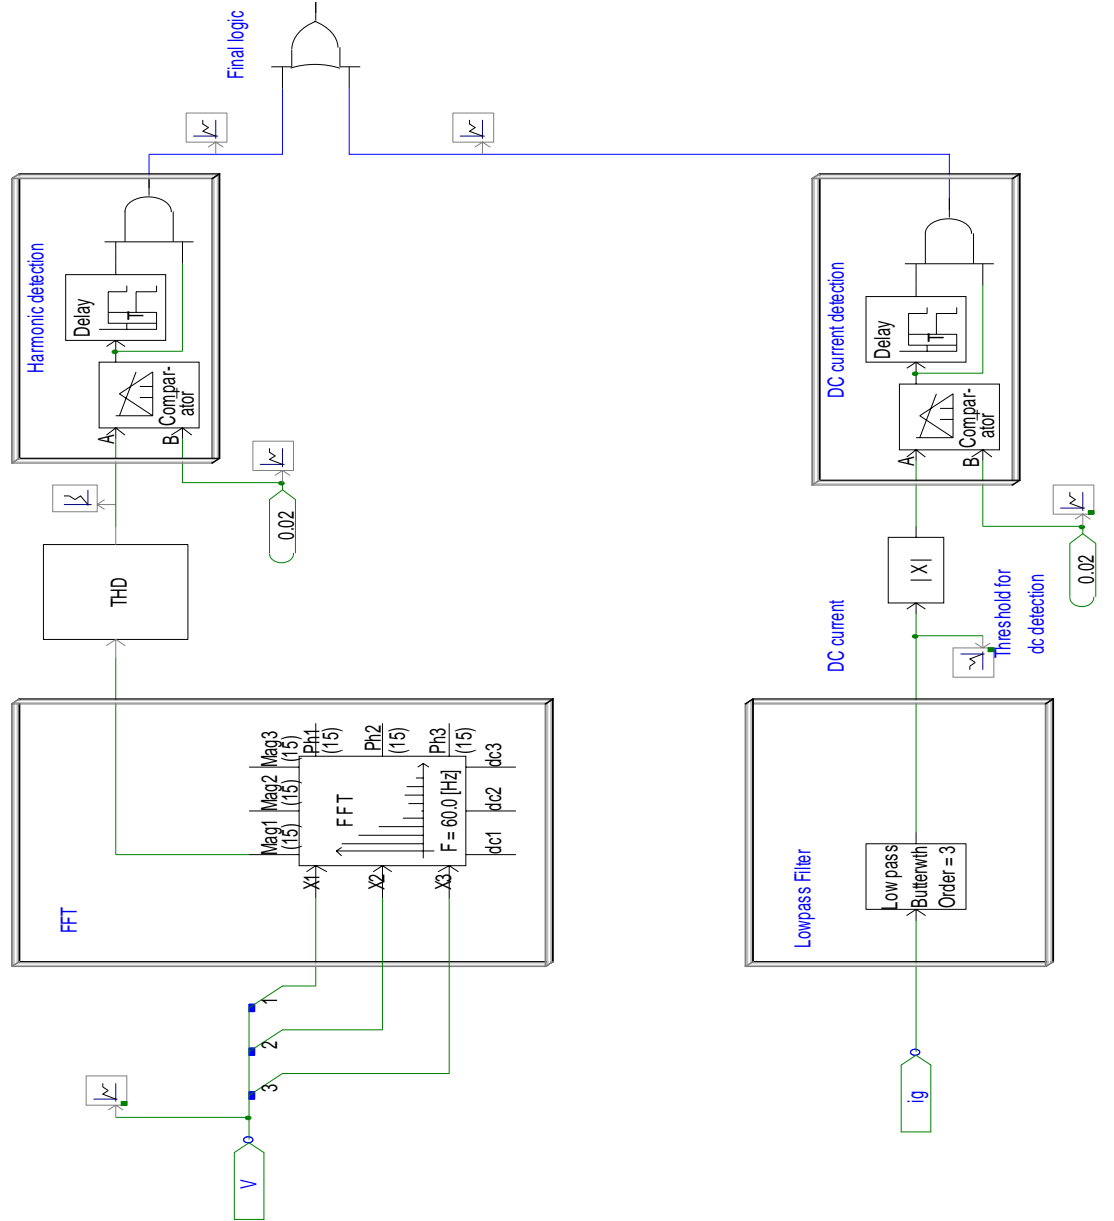 Final logic
Harmonic detection
Delay
T
Compar-
ator
A
B
0.02
THD
FFT
Mag1
(15)
Mag2
(15)
Mag3
(15)
Ph1
(15)
Ph2
(15)
Ph3
(15)
F F T
F = 60.0 [Hz]
dc1
dc2
dc3
X1
X2
X3
1
2
3
V
DC current detection
Delay
T
Compar-
ator
A
B
0.02
|X|
DC current
Threshold for
dc detection
Lowpass Filter
Low pass
Butterwth
Order = 3
ig